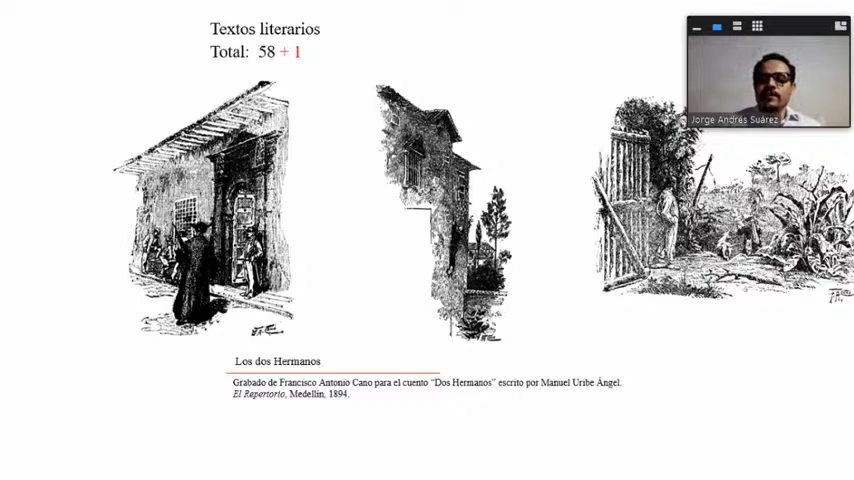 Textos literarios
Total: 58 + 1
Jorge Andrés Suárez
Los dos Hermanos
Grabado de Francisco Antonio Cano para el cuento “Dos Hermanos” escrito por Manuel Uribe Ángel.
El Repertorio, Medellín, 1894.